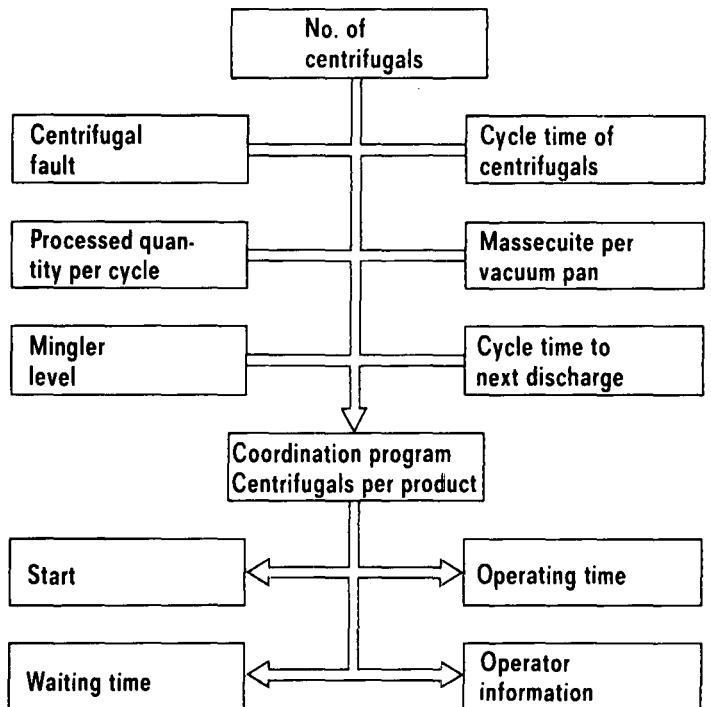 No. of
centrifugals
Centrifugal
fault
Cycle time of
centrifugals
Processed quan-
tity per cycle
Massecuite per
vacuum pan
Mingler
level
Cycle time to
next discharge
Coordination program
Centrifugals per product
Start
Operating time
Waiting time
Operator
information